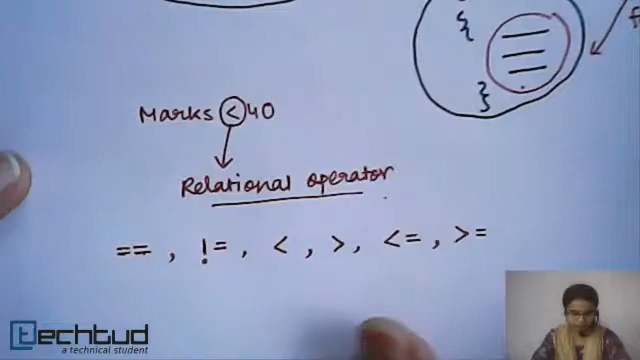 {
}
Marks < 40
Relational operator
== , != , < , > , <= , >=
techtud
a technical student